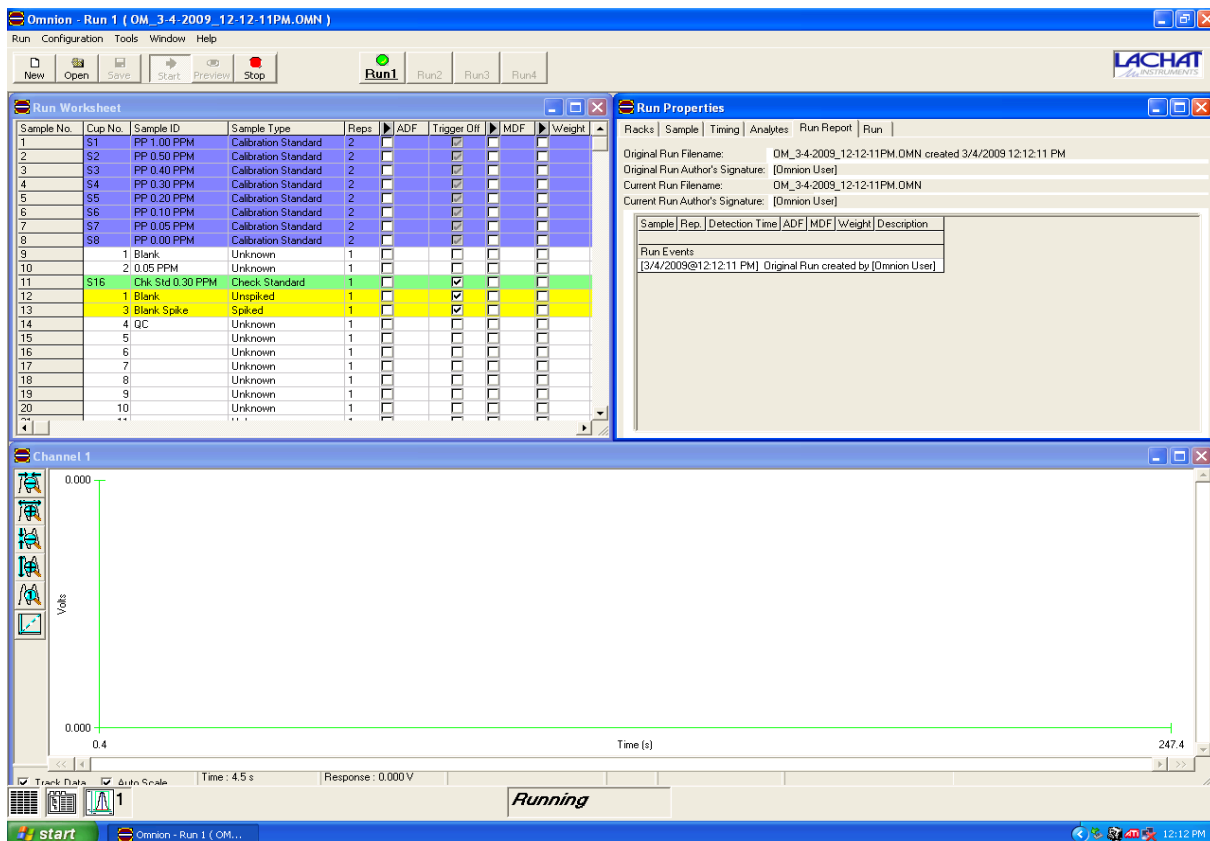 Omnion - Run 1 ( OM_3-4-2009_12-12-11PM.OMN )
Run Configuration Tools Window Help
New Open Save Start Preview Stop Run1 Run2 Run3 Run4
LACHAT
INSTRUMENTS
Run Worksheet
Sample No. Cup No. Sample ID Sample Type Reps ADF Trigger Off MDF Weight
1 S1 PP 1.00 PPM Calibration Standard 2
2 S2 PP 0.50 PPM Calibration Standard 2
3 S3 PP 0.40 PPM Calibration Standard 2
4 S4 PP 0.30 PPM Calibration Standard 2
5 S5 PP 0.20 PPM Calibration Standard 2
6 S6 PP 0.10 PPM Calibration Standard 2
7 S7 PP 0.05 PPM Calibration Standard 2
8 S8 PP 0.00 PPM Calibration Standard 2
9 1 Blank Unknown 1
10 2 0.05 PPM Unknown 1
11 S16 Chk Std 0.30 PPM Check Standard 1
12 1 Blank Unspiked 1
13 3 Blank Spike Spiked 1
14 4 QC Unknown 1
15 5 Unknown 1
16 6 Unknown 1
17 7 Unknown 1
18 8 Unknown 1
19 9 Unknown 1
20 10 Unknown 1
Run Properties
Racks Sample Timing Analytes Run Report Run
Original Run Filename: OM_3-4-2009_12-12-11PM.OMN created 3/4/2009 12:12:11 PM
Original Run Author's Signature: [Omnion User]
Current Run Filename: OM_3-4-2009_12-12-11PM.OMN
Current Run Author's Signature: [Omnion User]
Sample Rep. Detection Time ADF MDF Weight Description
Run Events
[3/4/2009@12:12:11 PM] Original Run created by [Omnion User]
Channel 1
0.000
Volts
0.000
0.4 Time (s) 247.4
Track Data Auto Scale Time : 4.5 s Response : 0.000 V
1 Running
start Omnion - Run 1 ( OM... 12:12 PM